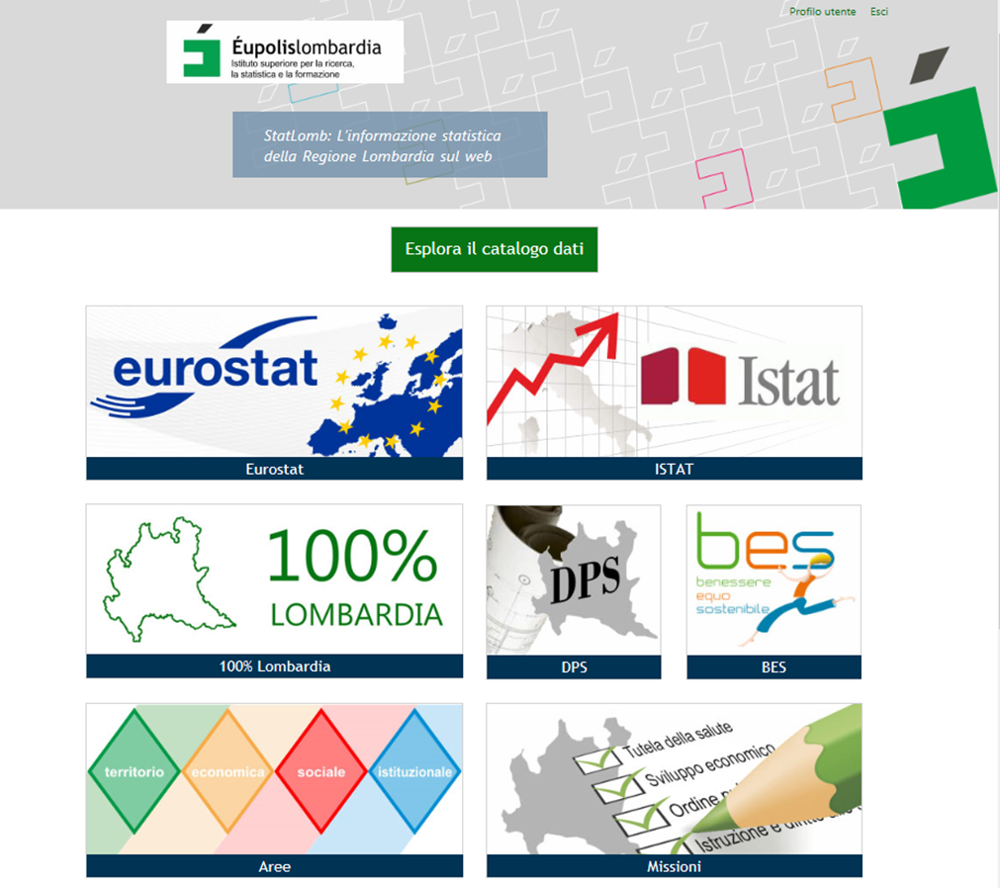 Profilo utente Esci
Éupolislombardia
Istituto superiore per la ricerca,
la statistica e la formazione
StatLomb: L'informazione statistica
della Regione Lombardia sul web
Esplora il catalogo dati
eurostat
Istat
Eurostat
ISTAT
100%
LOMBARDIA
DPS
bes
benessere
equo
sostenibile
100% Lombardia
DPS
BES
territorio
economica
sociale
istituzionale
Tutela della salute
Sviluppo economico
Ordine
Istruzione e diritto
Aree
Missioni